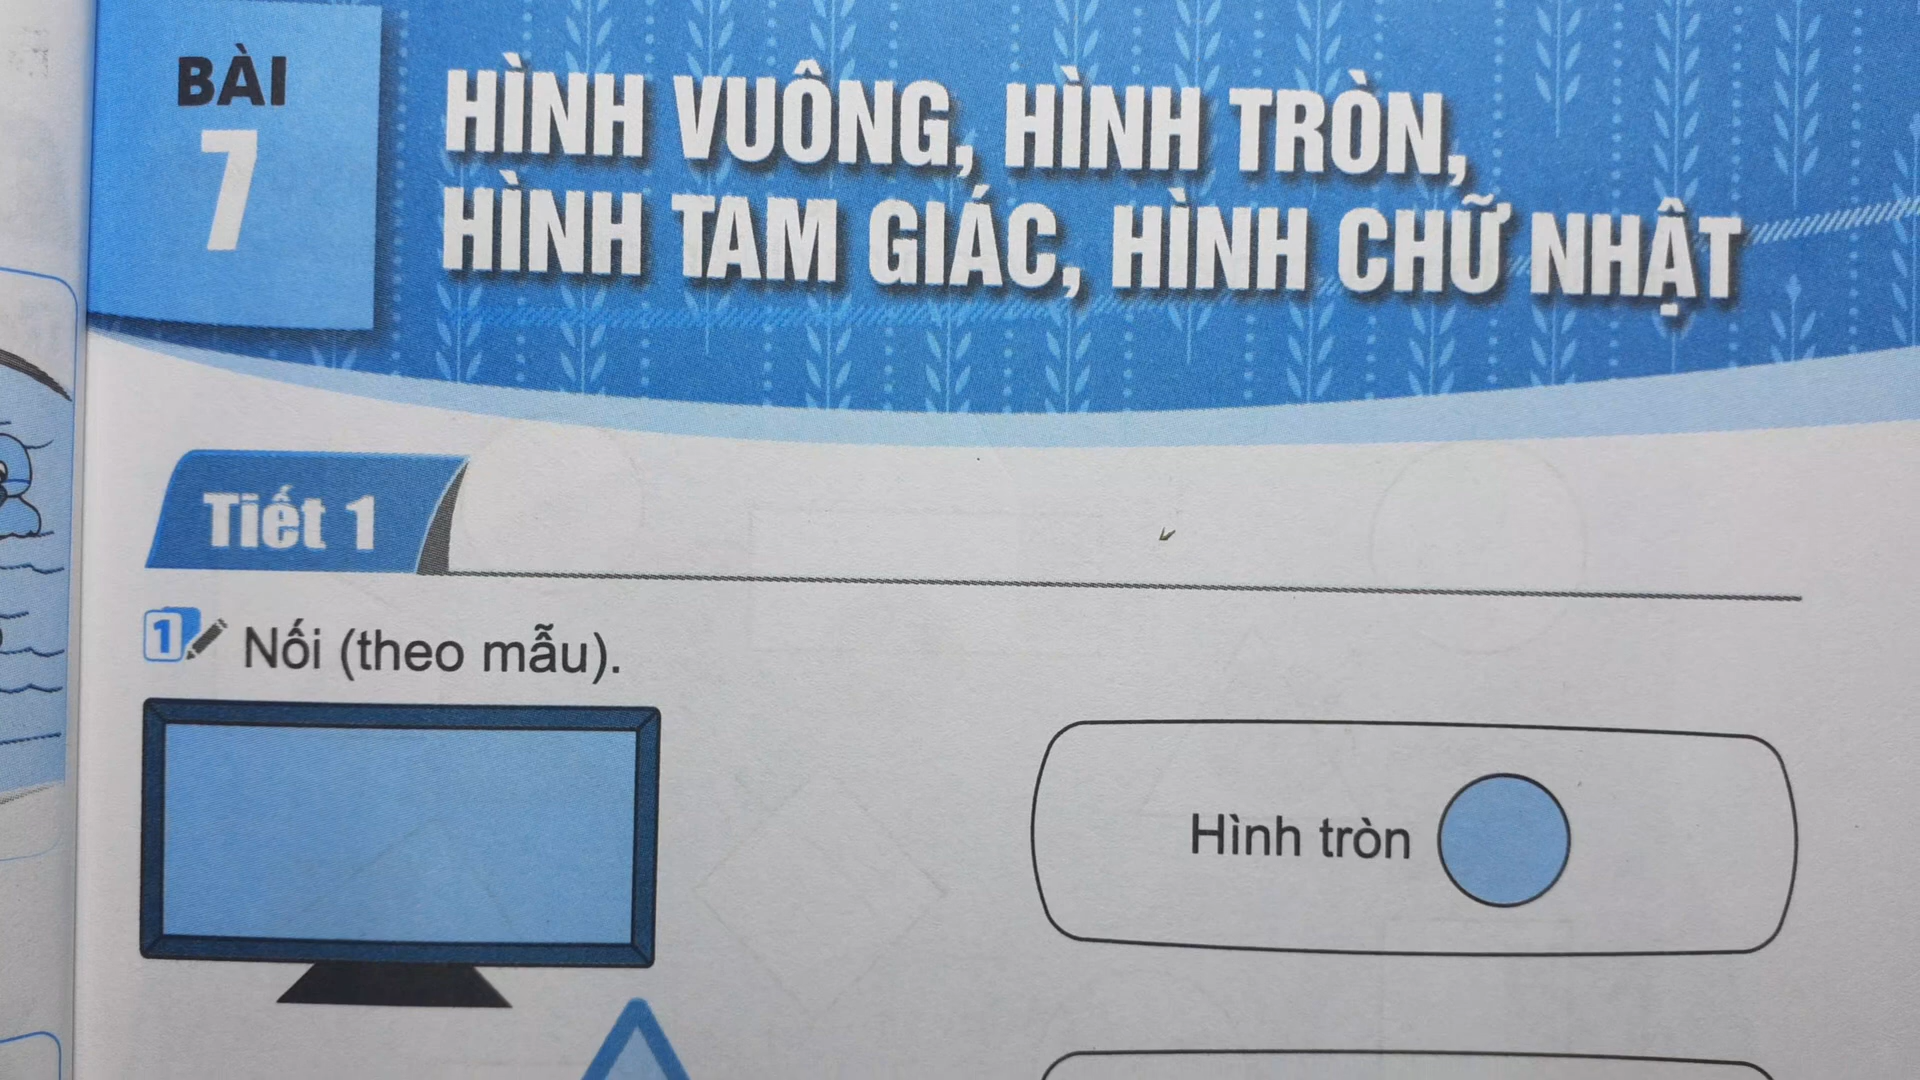 BÀI
7
HÌNH VUÔNG, HÌNH TRÒN,
HÌNH TAM GIÁC, HÌNH CHỮ NHẬT
Tiết 1
1 Nối (theo mẫu).
Hình tròn